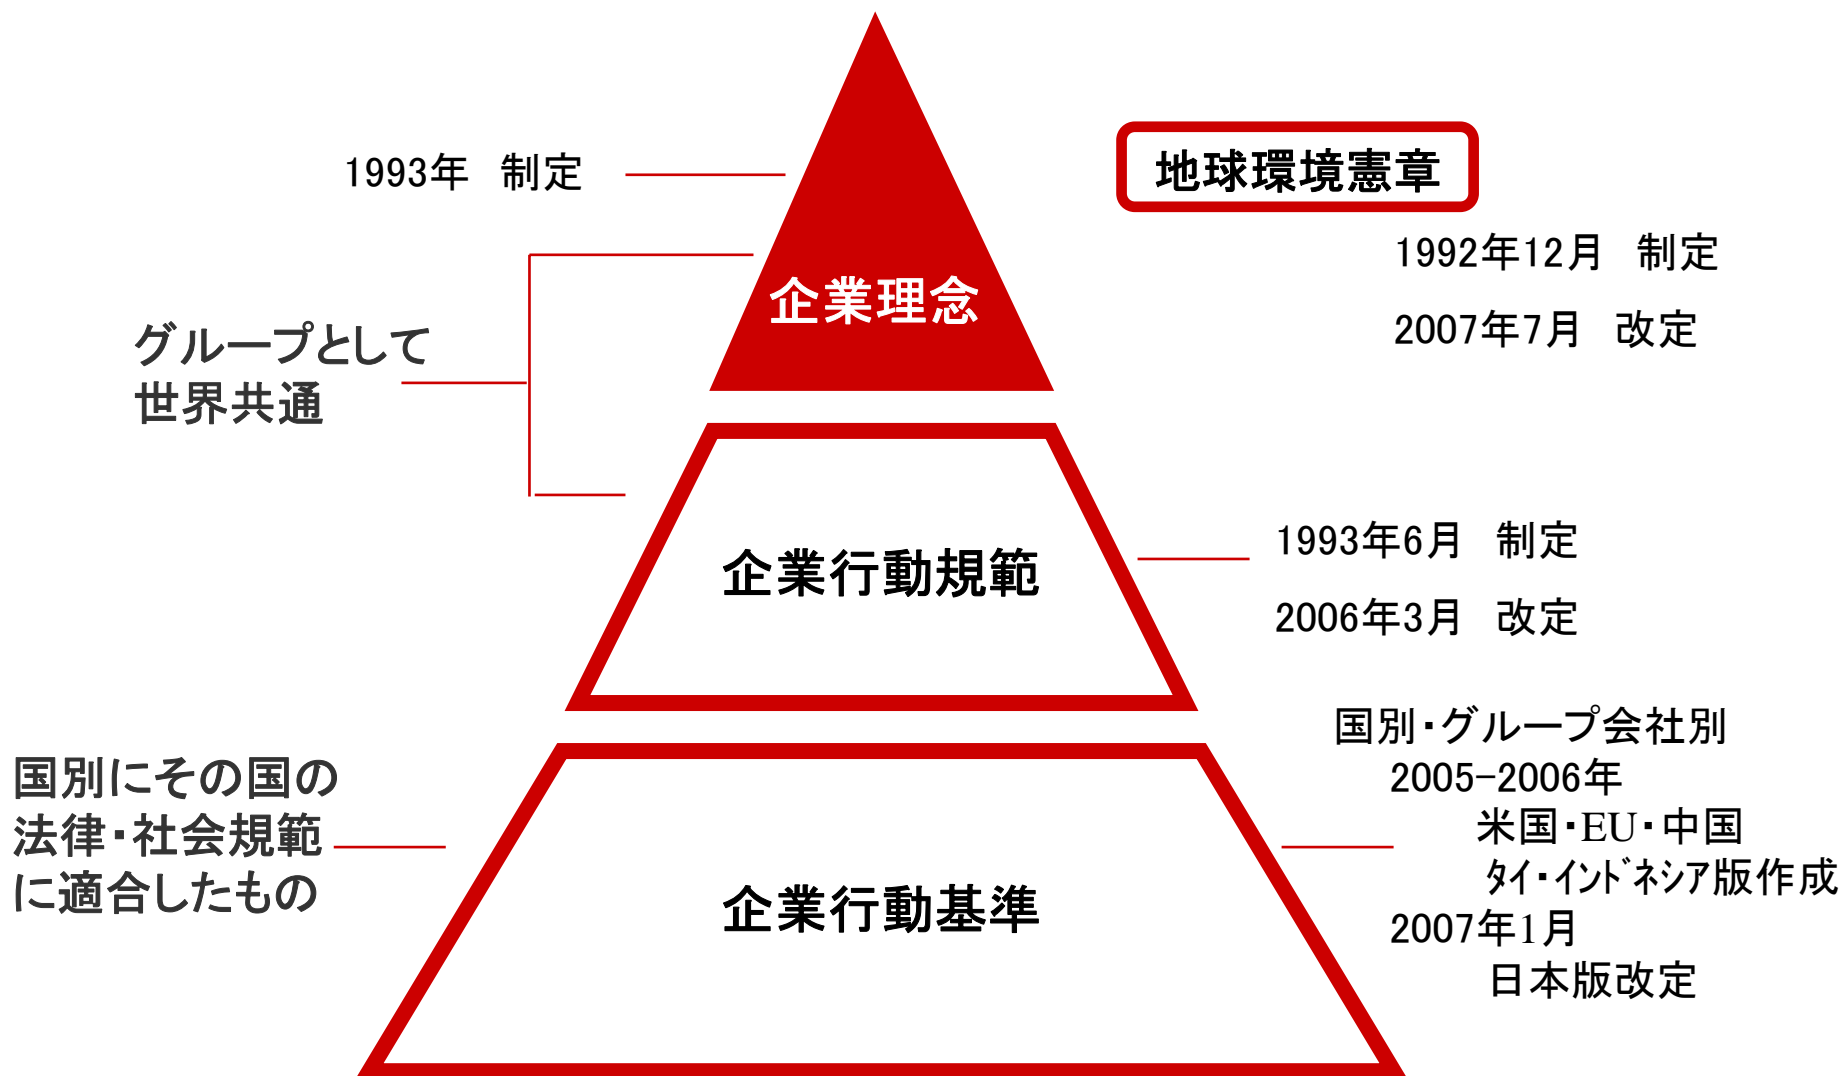 1993年 制定
地球環境憲章
1992年12月 制定
2007年7月 改定
企業理念
グループとして
世界共通
企業行動規範
1993年6月 制定
2006年3月 改定
国別にその国の
法律・社会規範
に適合したもの
企業行動基準
国別・グループ会社別
2005-2006年
米国・EU・中国
ﾀｲ・ｲﾝﾄﾞﾈｼｱ版作成
2007年1月
日本版改定